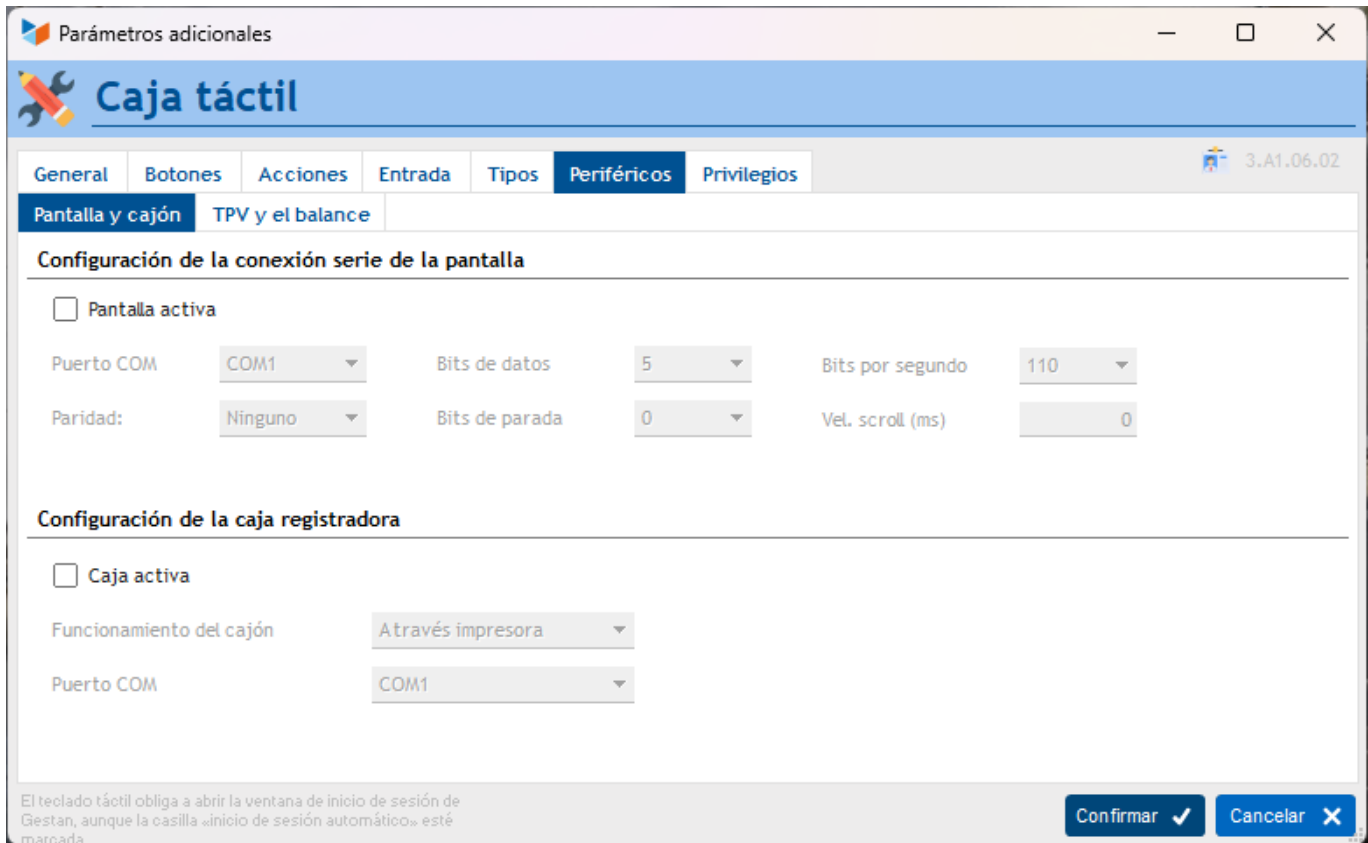 Parámetros adicionales
Caja táctil
General Botones Acciones Entrada Tipos Periféricos Privilegios 3.A1.06.02
Pantalla y cajón TPV y el balance
Configuración de la conexión serie de la pantalla
Pantalla activa
Puerto COM COM1 Bits de datos 5 Bits por segundo 110
Paridad: Ninguno Bits de parada 0 Vel. scroll (ms) 0
Configuración de la caja registradora
Caja activa
Funcionamiento del cajón Através impresora
Puerto COM COM1
El teclado táctil obliga a abrir la ventana de inicio de sesión de
Gestan, aunque la casilla «inicio de sesión automático» esté
marcada
Confirmar Cancelar